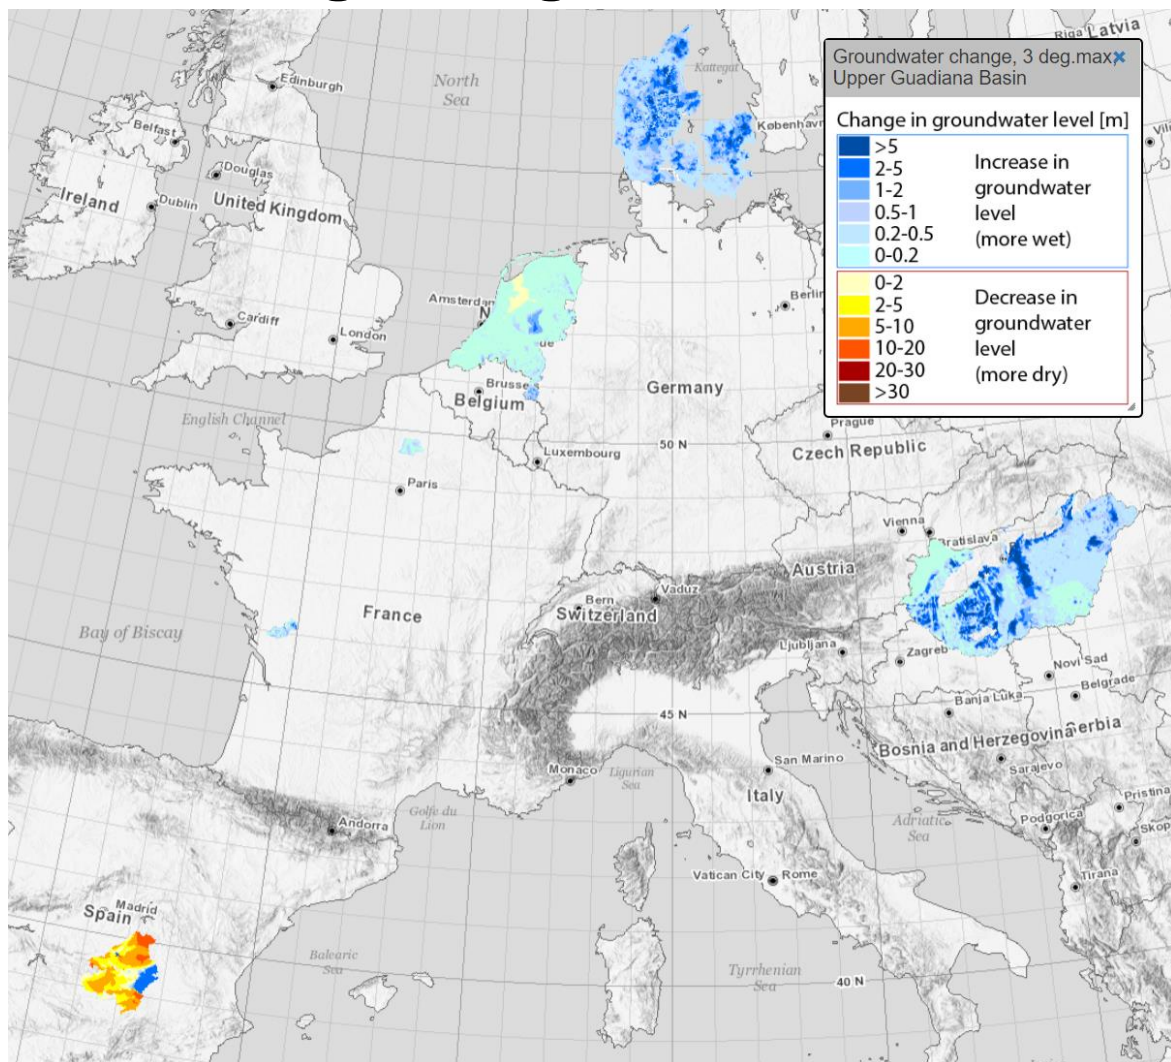 Riga
Latvia
Groundwater change, 3 deg.max,
Upper Guadiana Basin
Change in groundwater level [m]
>5
2-5
1-2
0.5-1
0.2-0.5
0-0.2
Increase in
groundwater
level
(more wet)
0-2
2-5
5-10
10-20
20-30
>30
Decrease in
groundwater
level
(more dry)
Edinburgh
North
Sea
Kattegat
København
Belfast
Douglas
Ireland
Dublin
United Kingdom
Cardiff
London
Amsterdam
Berlin
Brussels
Belgium
Germany
English Channel
50 N
Prague
Czech Republic
Luxembourg
Paris
Vienna
Bratislava
Austria
Vaduz
Bern
Switzerland
France
Bay of Biscay
Ljubljana
Zagreb
Novi Sad
Belgrade
Banja Luka
45 N
Bosnia and Herzegovina
Serbia
San Marino
Sarajevo
Monaco
Ligurian
Sea
Italy
Pristina
Golfe du
Lion
Andorra
Adriatic
Sea
Podgorica
Skop
Vatican City
Rome
Tirana
Madrid
Spain
Balearic
Sea
Tyrrhenian
Sea
40 N